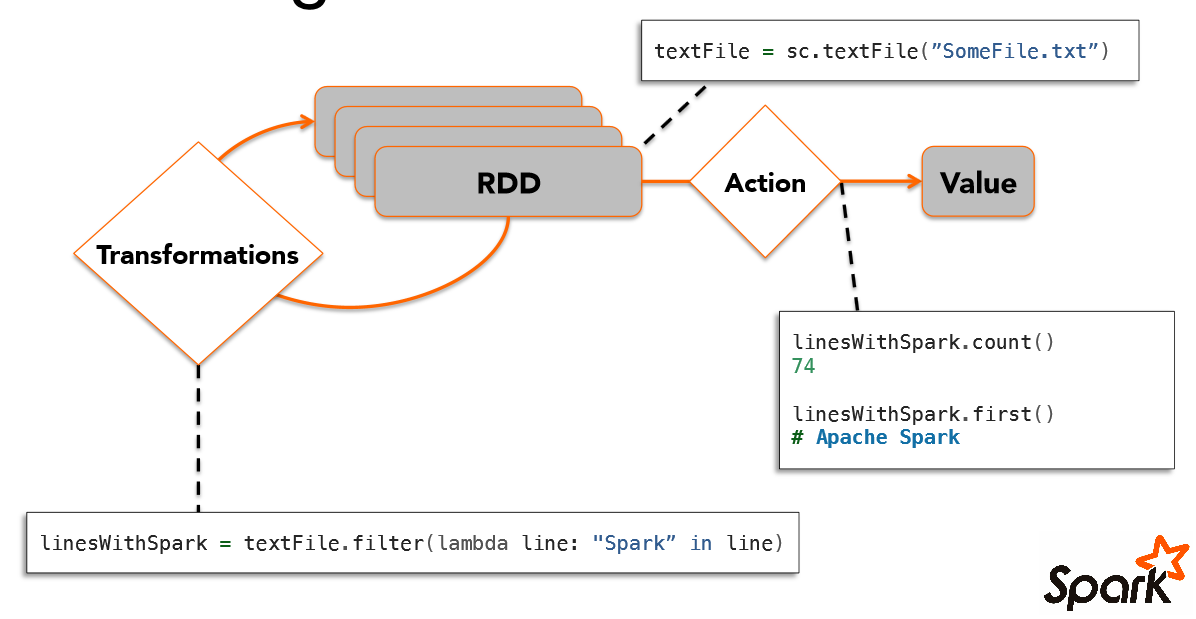 textFile = sc.textFile(”SomeFile.txt”)
RDD
Action
Value
Transformations
linesWithSpark.count()
74
linesWithSpark.first()
# Apache Spark
linesWithSpark = textFile.filter(lambda line: "Spark” in line)
Spark